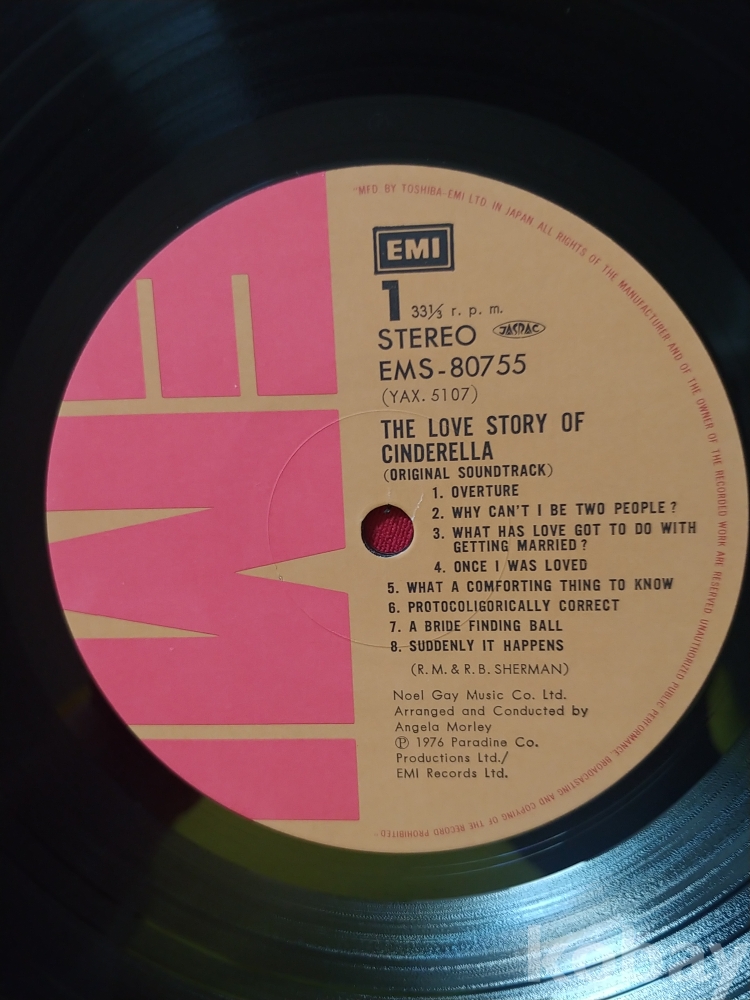 "MFD BY TOSHIBA-EMI LTD IN JAPAN ALL RIGHTS OF THE MANUFACTURER AND OF THE OWNER OF THE RECORDED WORK ARE RESERVED UNAUTHORIZED PUBLIC PERFORMANCE, BROADCASTING AND COPYING OF THE RECORD PROHIBITED"
EMI
EMI
1 33⅓ r. p. m.
STEREO JASRAC
EMS-80755
(YAX. 5107)
THE LOVE STORY OF
CINDERELLA
(ORIGINAL SOUNDTRACK)
1. OVERTURE
2. WHY CAN'T I BE TWO PEOPLE?
3. WHAT HAS LOVE GOT TO DO WITH
GETTING MARRIED?
4. ONCE I WAS LOVED
5. WHAT A COMFORTING THING TO KNOW
6. PROTOCOLIGORICALLY CORRECT
7. A BRIDE FINDING BALL
8. SUDDENLY IT HAPPENS
(R. M. & R. B. SHERMAN)
Noel Gay Music Co. Ltd.
Arranged and Conducted by
Angela Morley
Ⓟ 1976 Paradine Co.
Productions Ltd./
EMI Records Ltd.
kobay